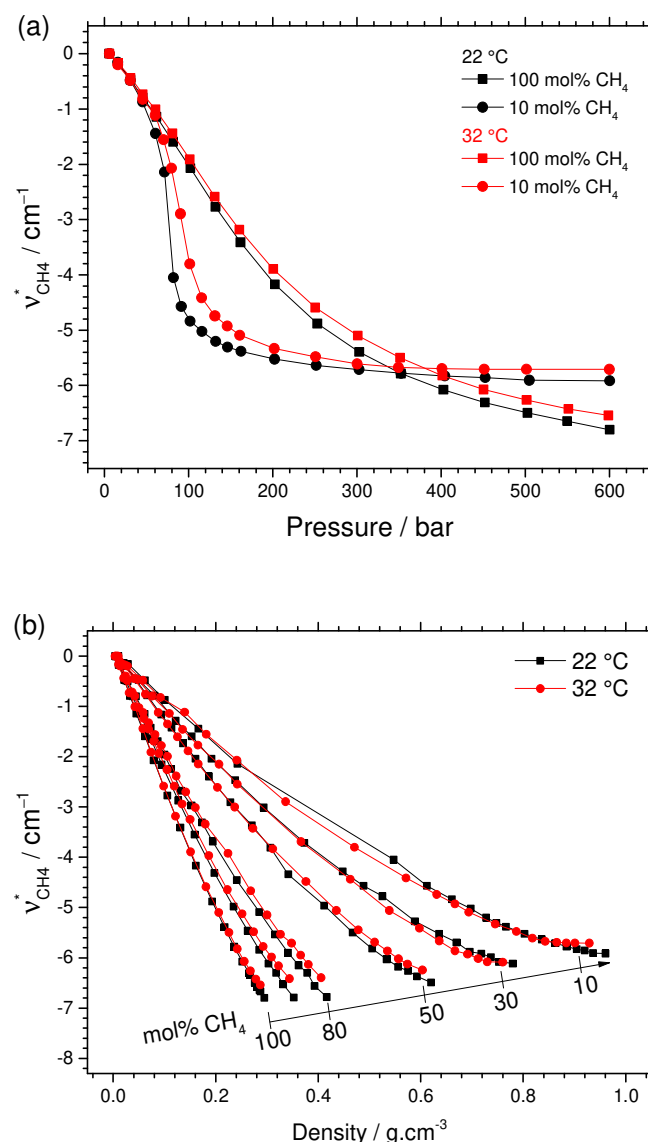 (a)
22 °C
100 mol% CH4
10 mol% CH4
32 °C
100 mol% CH4
10 mol% CH4
0
-1
-2
-3
-4
-5
-6
-7
ν*CH4 / cm−1
0 100 200 300 400 500 600
Pressure / bar
(b)
22 °C
32 °C
0
-1
-2
-3
-4
-5
-6
-7
-8
ν*CH4 / cm−1
mol% CH4
100 80 50 30 10
0.0 0.2 0.4 0.6 0.8 1.0
Density / g.cm-3